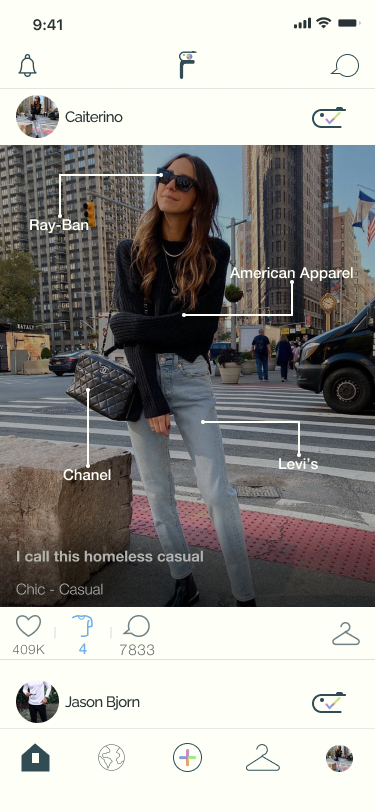 9:41
Caiterino
Ray-Ban
American Apparel
Chanel
Levi's
I call this homeless casual
Chic - Casual
409K
4
7833
Jason Bjorn